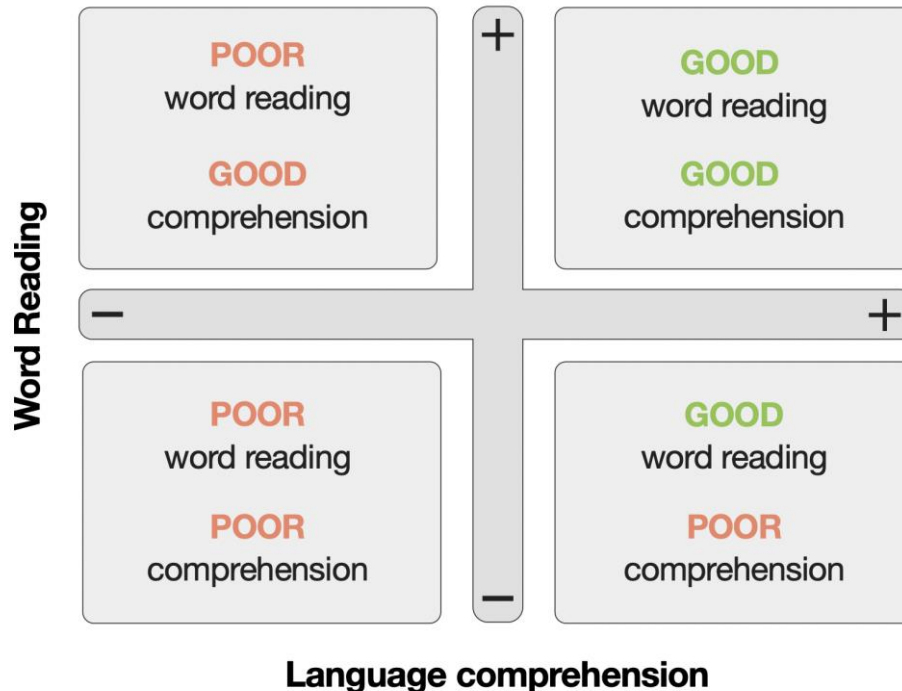 POOR
word reading
GOOD
comprehension
+
GOOD
word reading
GOOD
comprehension
Word Reading
−
+
POOR
word reading
POOR
comprehension
GOOD
word reading
POOR
comprehension
−
Language comprehension